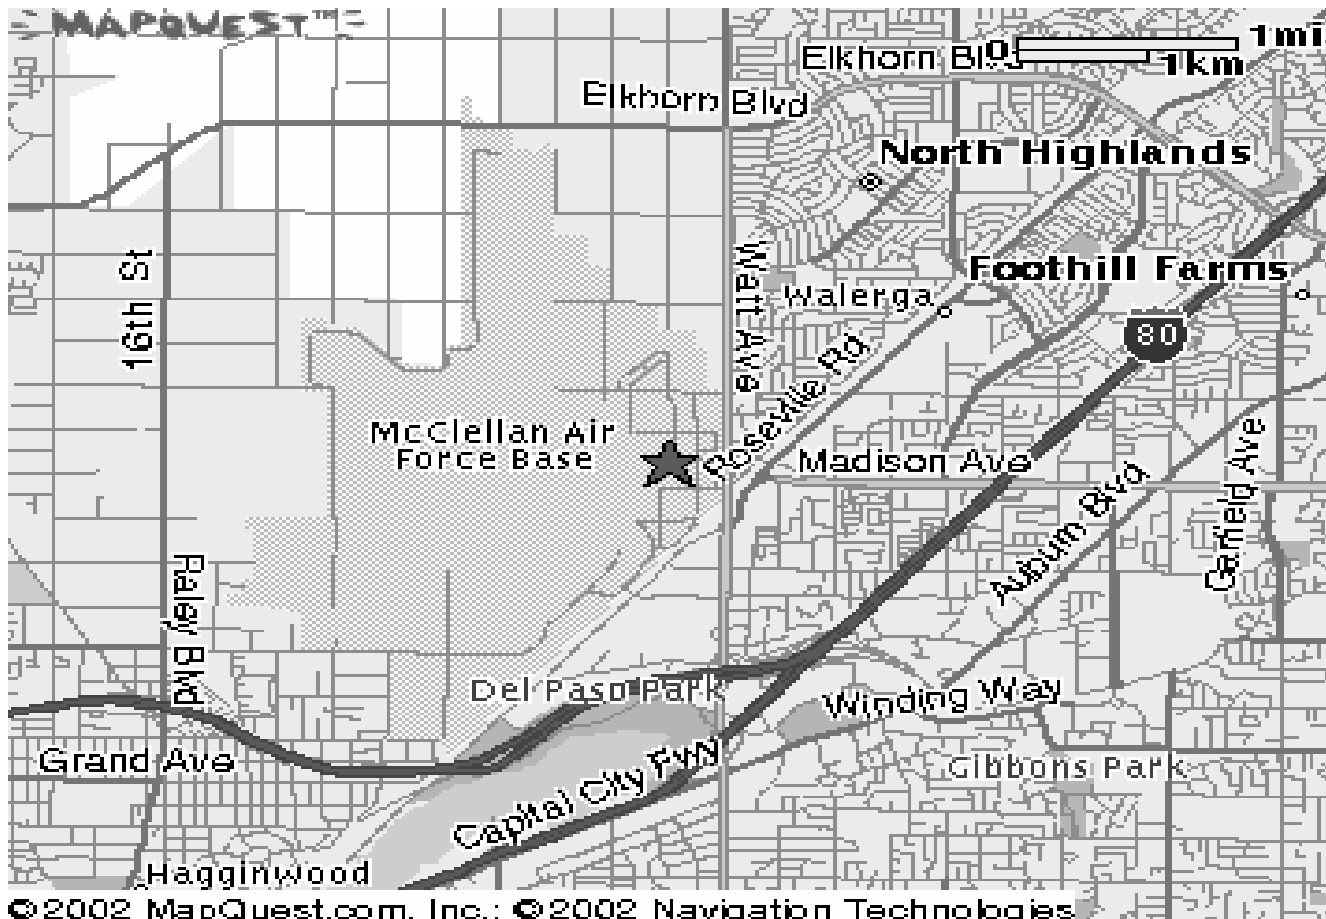 MAPQUEST™
0 1mi
1km
Elkhorn Blvd
Elkhorn Blvd
North Highlands
16th St
Watt Ave
Foothill Farms
Walerga
80
Roseville Rd
McClellan Air
Force Base
Madison Ave
Auburn Blvd
Garfield Ave
Raley Blvd
Del Paso Park
Winding Way
Grand Ave
Capital City Fwy
Gibbons Park
Hagginwood
©2002 MapQuest.com, Inc.; ©2002 Navigation Technologies